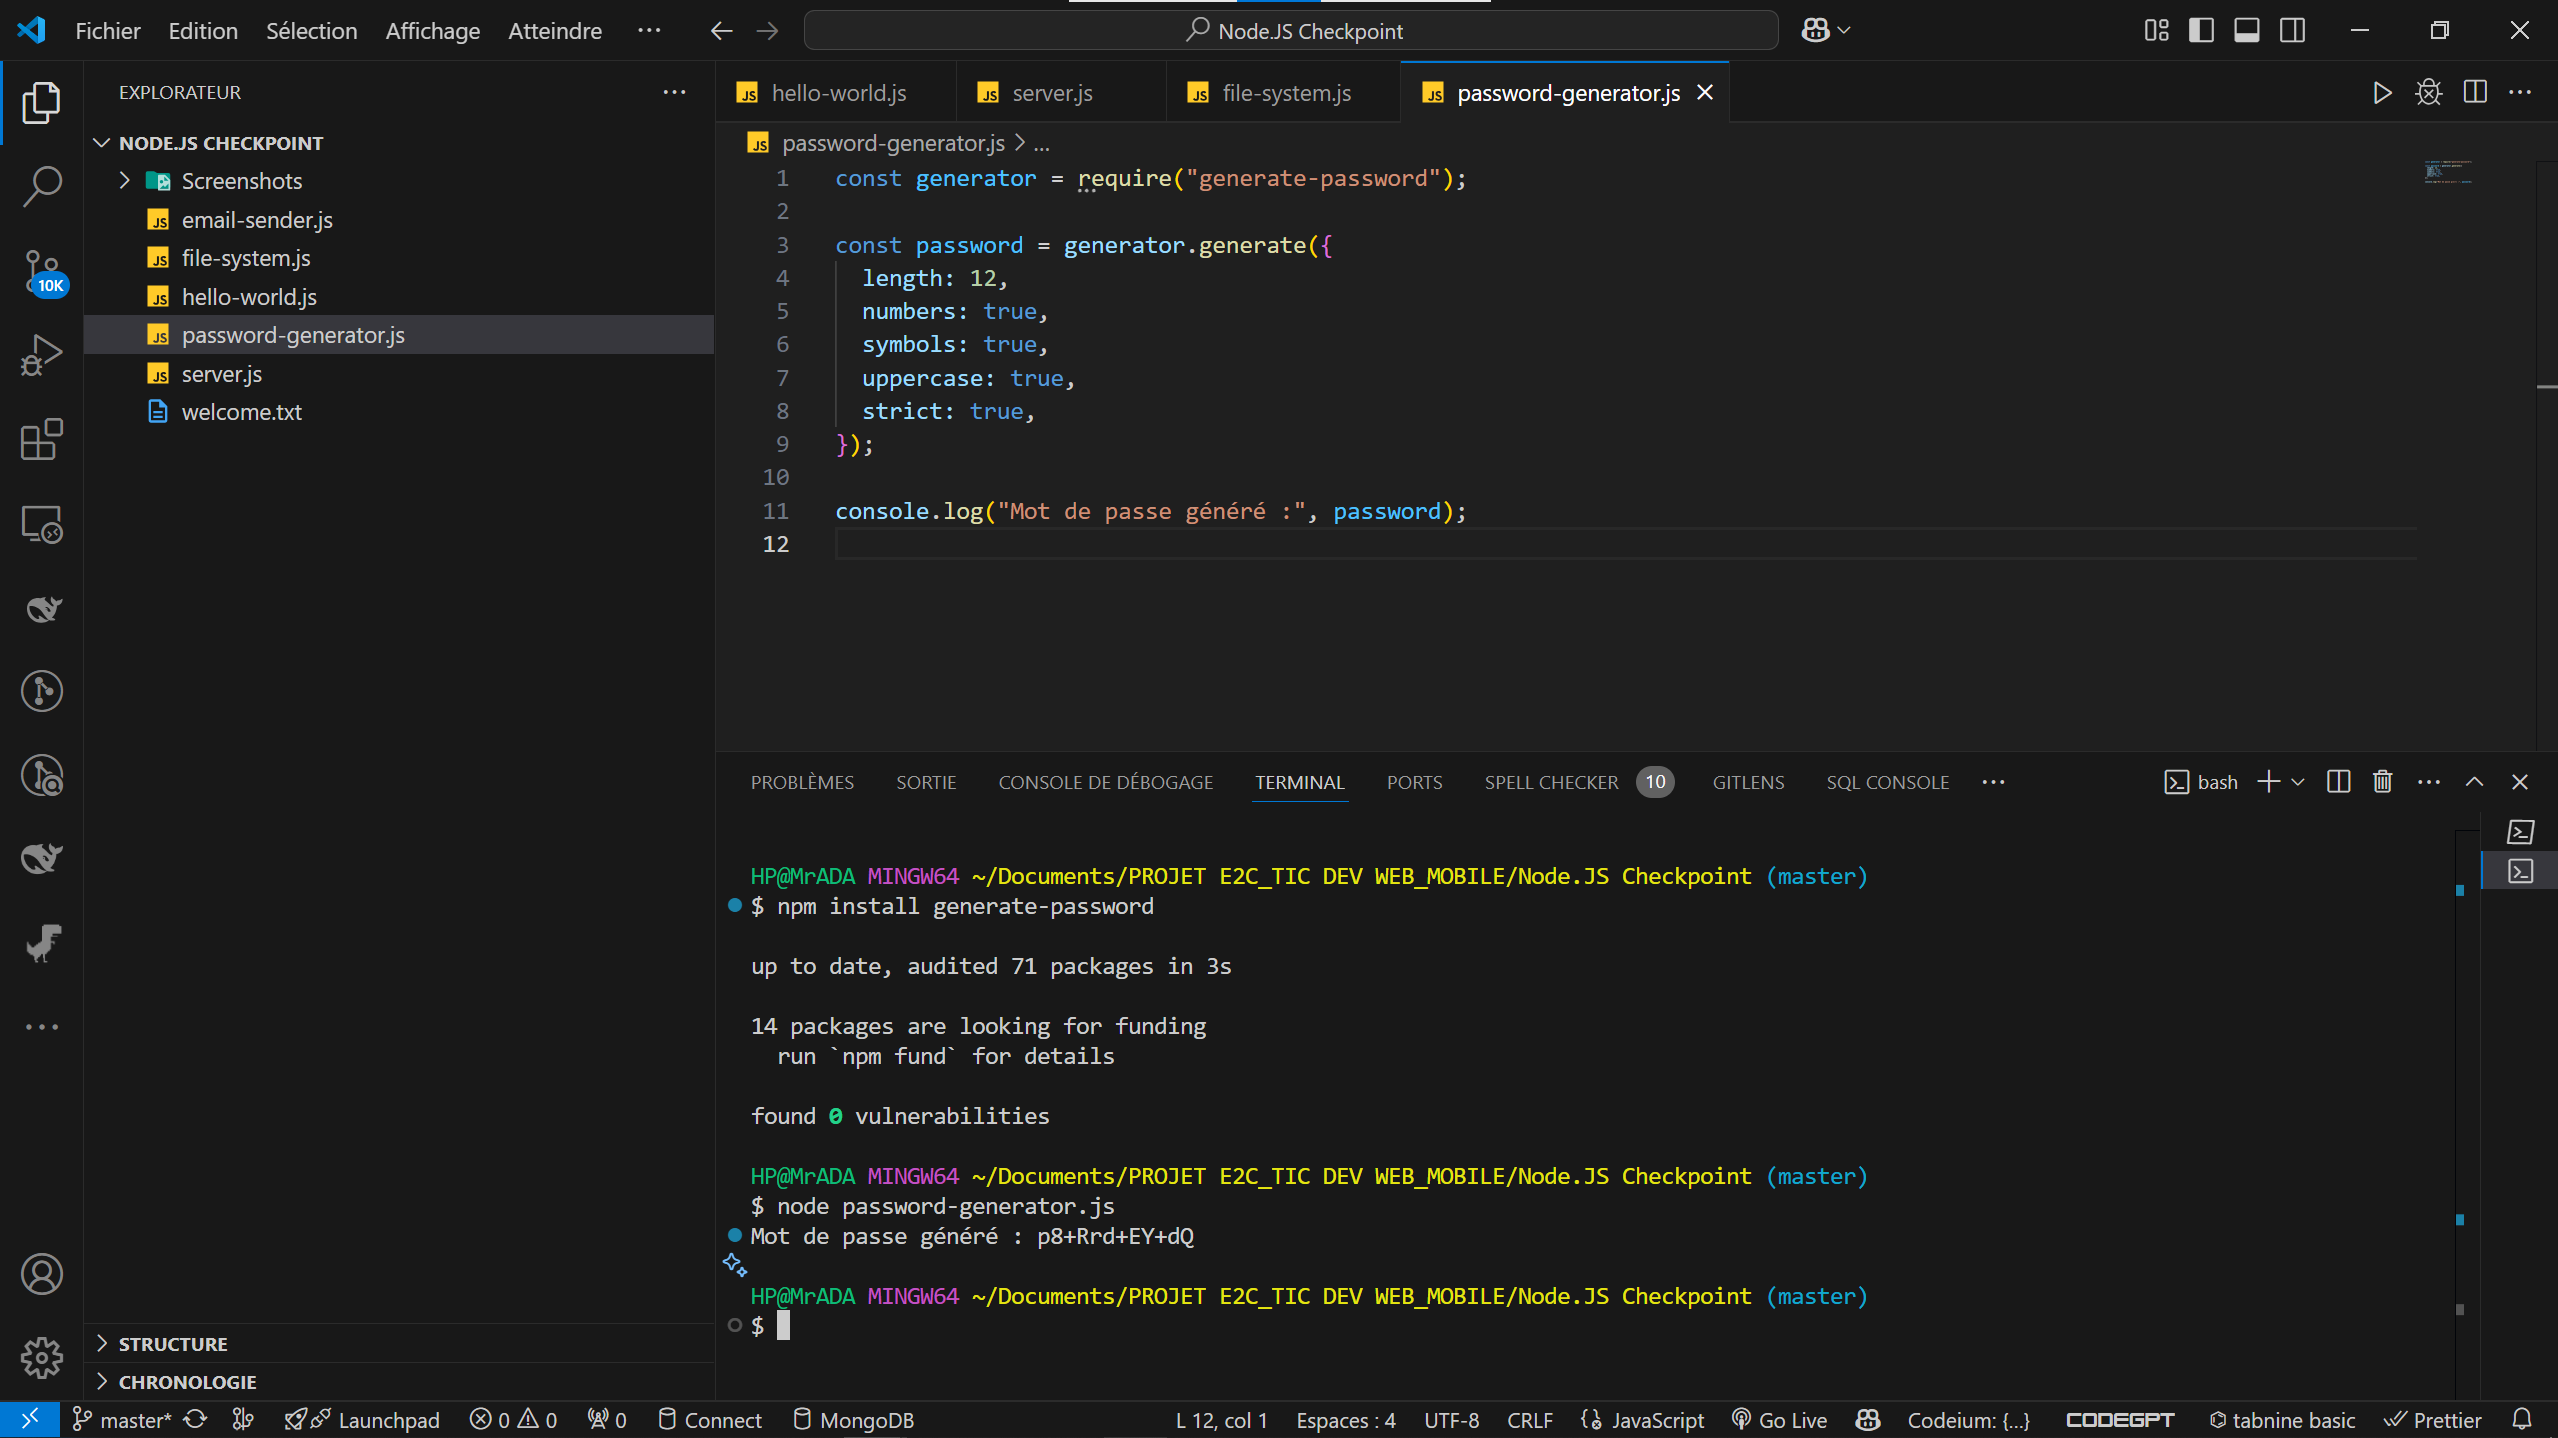 Fichier Edition Sélection Affichage Atteindre ... Node.JS Checkpoint
EXPLORATEUR
NODE.JS CHECKPOINT
Screenshots
JS email-sender.js
JS file-system.js
JS hello-world.js
JS password-generator.js
JS server.js
welcome.txt
10K
STRUCTURE
CHRONOLOGIE
JS hello-world.js JS server.js JS file-system.js JS password-generator.js
JS password-generator.js > ...
1 const generator = require("generate-password");
2
3 const password = generator.generate({
4 length: 12,
5 numbers: true,
6 symbols: true,
7 uppercase: true,
8 strict: true,
9 });
10
11 console.log("Mot de passe généré :", password);
12
PROBLÈMES SORTIE CONSOLE DE DÉBOGAGE TERMINAL PORTS SPELL CHECKER 10 GITLENS SQL CONSOLE ... bash
HP@MrADA MINGW64 ~/Documents/PROJET E2C_TIC DEV WEB_MOBILE/Node.JS Checkpoint (master)
$ npm install generate-password
up to date, audited 71 packages in 3s
14 packages are looking for funding
run `npm fund` for details
found 0 vulnerabilities
HP@MrADA MINGW64 ~/Documents/PROJET E2C_TIC DEV WEB_MOBILE/Node.JS Checkpoint (master)
$ node password-generator.js
Mot de passe généré : p8+Rrd+EY+dQ
HP@MrADA MINGW64 ~/Documents/PROJET E2C_TIC DEV WEB_MOBILE/Node.JS Checkpoint (master)
$
master* Launchpad 0 0 0 Connect MongoDB L 12, col 1 Espaces : 4 UTF-8 CRLF JavaScript Go Live Codeium: {...} CODEGPT tabnine basic Prettier